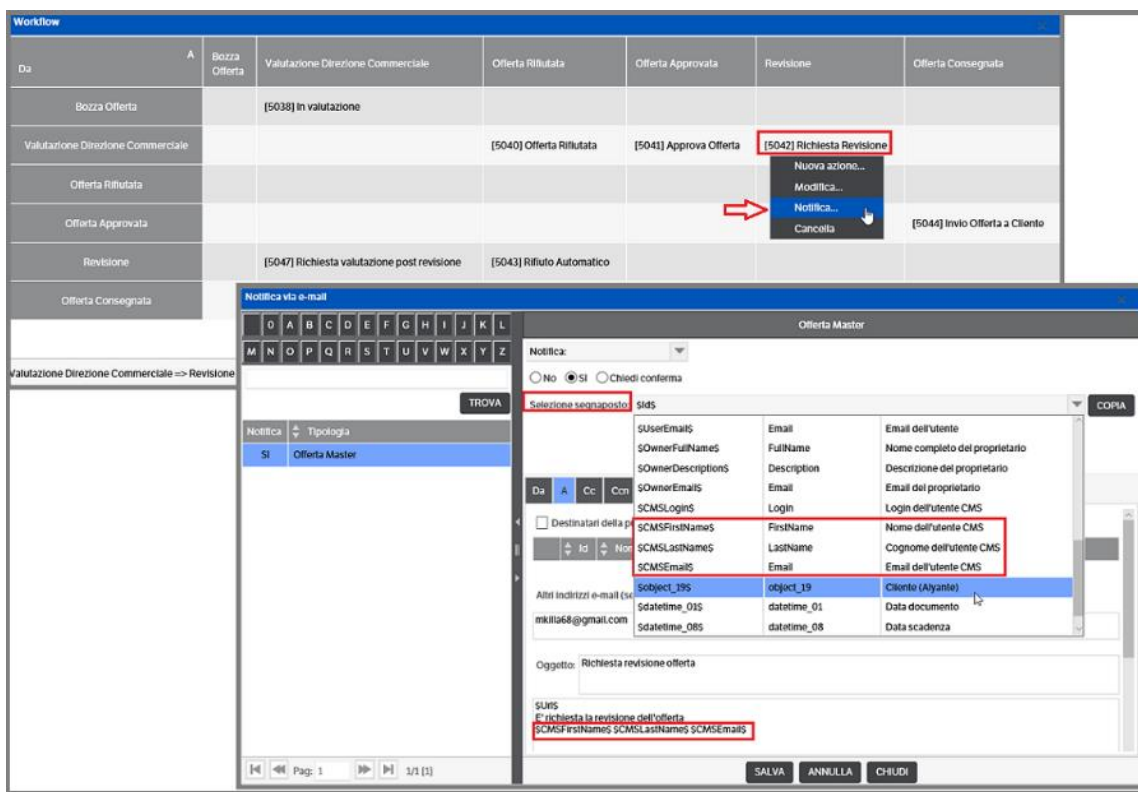 Workflow
Da
A
Bozza Offerta
Valutazione Direzione Commerciale
Offerta Rifiutata
Offerta Approvata
Revisione
Offerta Consegnata
Bozza Offerta
[5038] In valutazione
Valutazione Direzione Commerciale
[5040] Offerta Rifiutata
[5041] Approva Offerta
[5042] Richiesta Revisione
Nuova azione...
Modifica...
Notifica...
Cancella
Offerta Rifiutata
Offerta Approvata
[5044] Invio Offerta a Cliente
Revisione
[5047] Richiesta valutazione post revisione
[5043] Rifiuto Automatico
Offerta Consegnata
Valutazione Direzione Commerciale => Revisione
Notifica via e-mail
0 A B C D E F G H I J K L
M N O P Q R S T U V W X Y Z
TROVA
Notifica Tipologia
SI Offerta Master
Pag: 1 1/1 [1]
Offerta Master
Notifica:
No SI Chiedi conferma
Selezione segnaposto: $Id$ COPIA
$UserEmail$ Email Email dell'utente
$OwnerFullName$ FullName Nome completo del proprietario
$OwnerDescription$ Description Descrizione del proprietario
$OwnerEmail$ Email Email del proprietario
$CMSLogin$ Login Login dell'utente CMS
$CMSFirstName$ FirstName Nome dell'utente CMS
$CMSLastName$ LastName Cognome dell'utente CMS
$CMSEmail$ Email Email dell'utente CMS
$object_19$ object_19 Cliente (Alyante)
$datetime_01$ datetime_01 Data documento
$datetime_08$ datetime_08 Data scadenza
Da A Cc Ccn
Destinatari della p
Id Nor
Altri indirizzi e-mail (se
mkilla68@gmail.com
Oggetto: Richiesta revisione offerta
$Url$
E' richiesta la revisione dell'offerta
$CMSFirstName$ $CMSLastName$ $CMSEmail$
SALVA ANNULLA CHIUDI